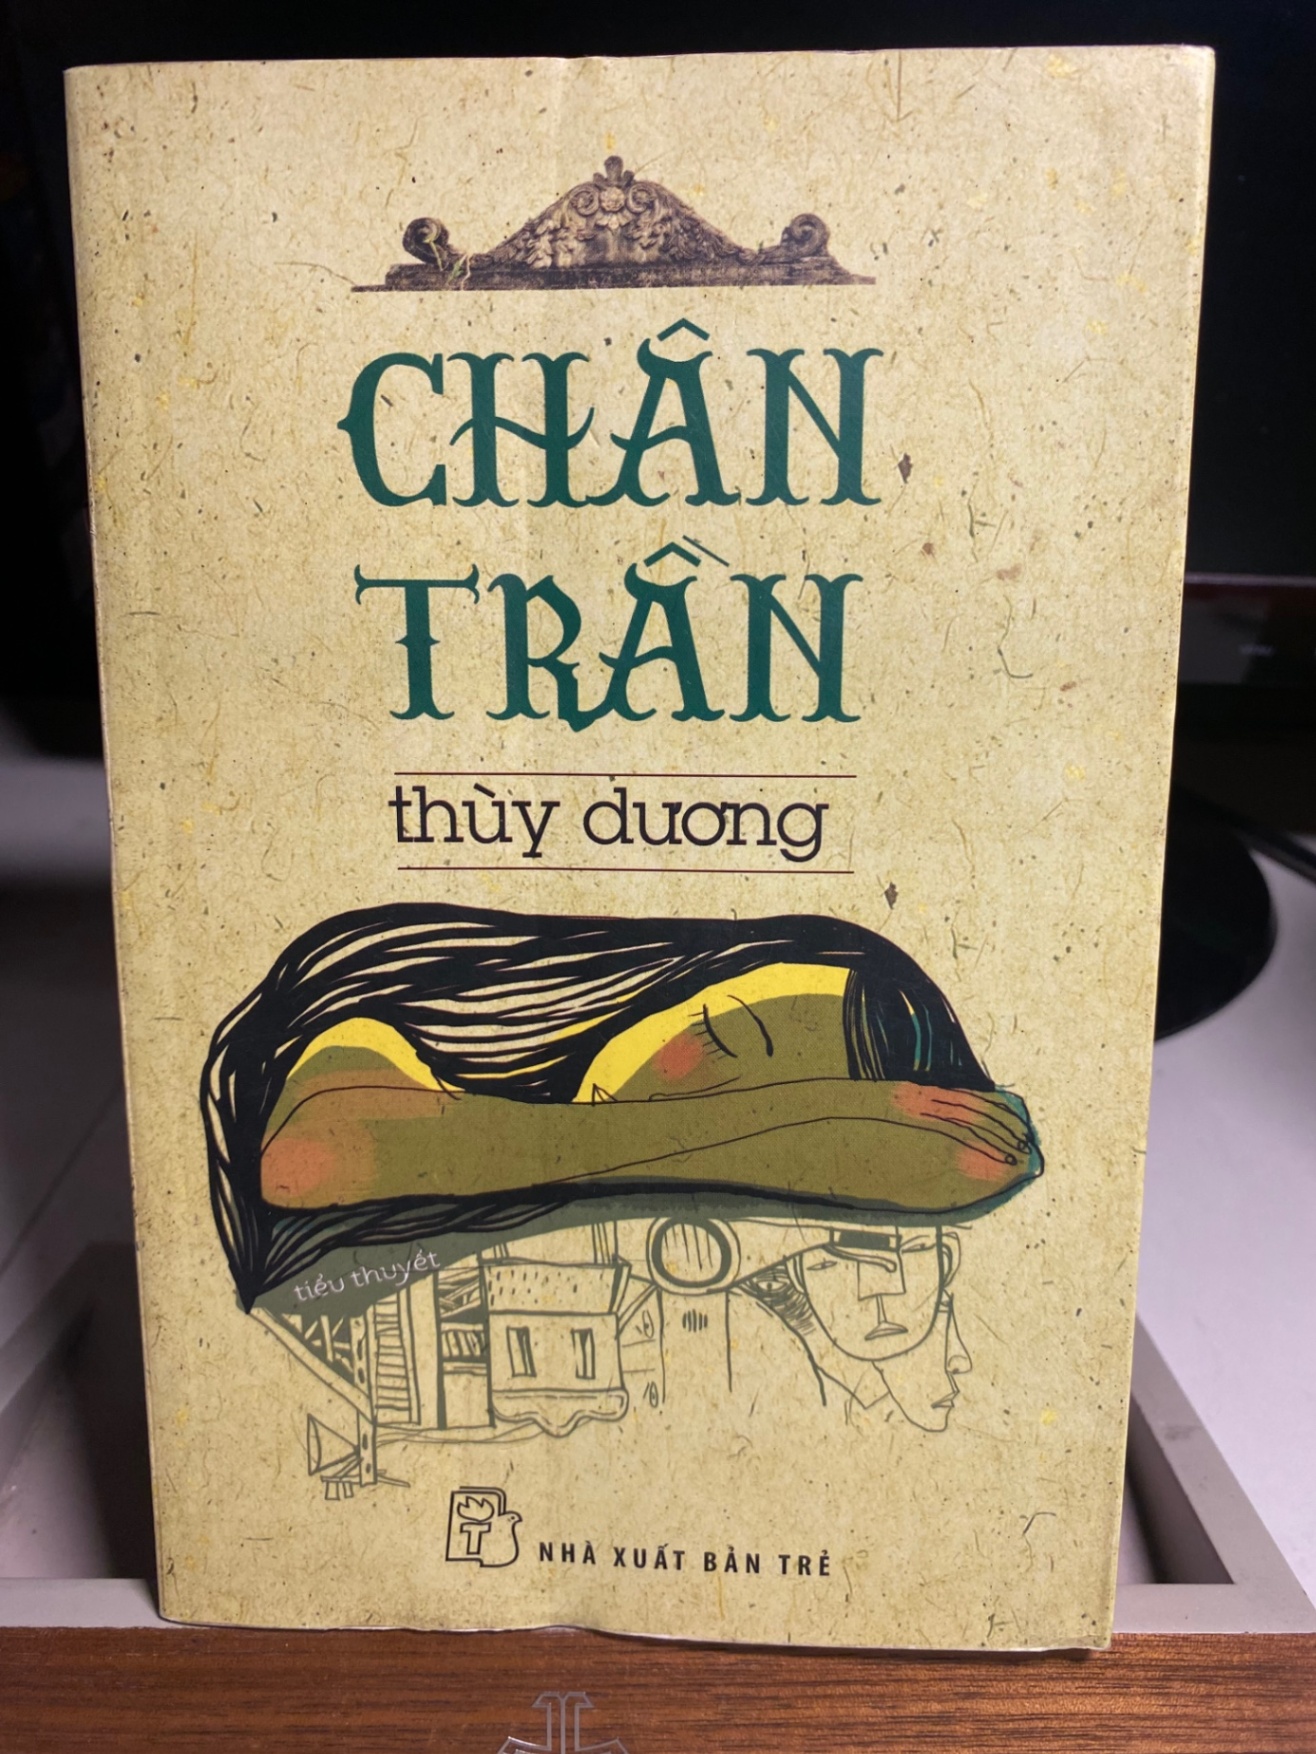 CHÂN
TRẦN
thùy dương
tiểu thuyết
T
NHÀ XUẤT BẢN TRẺ